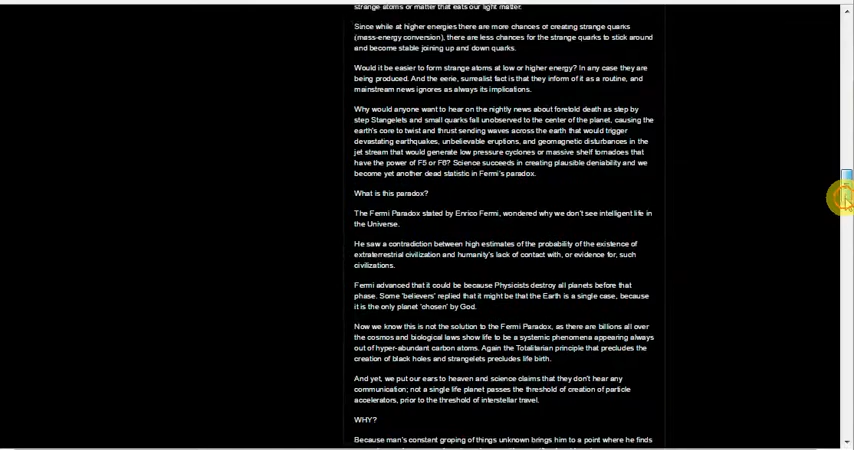 strange atoms or matter that eats our light matter.
Since while at higher energies there are more chances of creating strange quarks
(mass-energy conversion), there are less chances for the strange quarks to stick around
and become stable joining up and down quarks.
Would it be easier to form strange atoms at low or higher energy? In any case they are
being produced. And the eerie, surrealist fact is that they inform of it as a routine, and
mainstream news ignores as always its implications.
Why would anyone want to hear on the nightly news about foretold death as step by
step Stangelets and small quarks fall unobserved to the center of the planet, causing the
earth's core to twist and thrust sending waves across the earth that would trigger
devastating earthquakes, unbelievable eruptions, and geomagnetic disturbances in the
jet stream that would generate low pressure cyclones or massive shelf tornadoes that
have the power of F5 or F6? Science succeeds in creating plausible deniability and we
become yet another dead statistic in Fermi's paradox.
What is this paradox?
The Fermi Paradox stated by Enrico Fermi, wondered why we don't see intelligent life in
the Universe.
He saw a contradiction between high estimates of the probability of the existence of
extraterrestrial civilization and humanity's lack of contact with, or evidence for, such
civilizations.
Fermi advanced that it could be because Physicists destroy all planets before that
phase. Some 'believers' replied that it might be that the Earth is a single case, because
it is the only planet 'chosen' by God.
Now we know this is not the solution to the Fermi Paradox, as there are billions all over
the cosmos and biological laws show life to be a systemic phenomena appearing always
out of hyper-abundant carbon atoms. Again the Totalitarian principle that precludes the
creation of black holes and strangelets precludes life birth.
And yet, we put our ears to heaven and science claims that they don't hear any
communication; not a single life planet passes the threshold of creation of particle
accelerators, prior to the threshold of interstellar travel.
WHY?
Because man's constant groping of things unknown brings him to a point where he finds